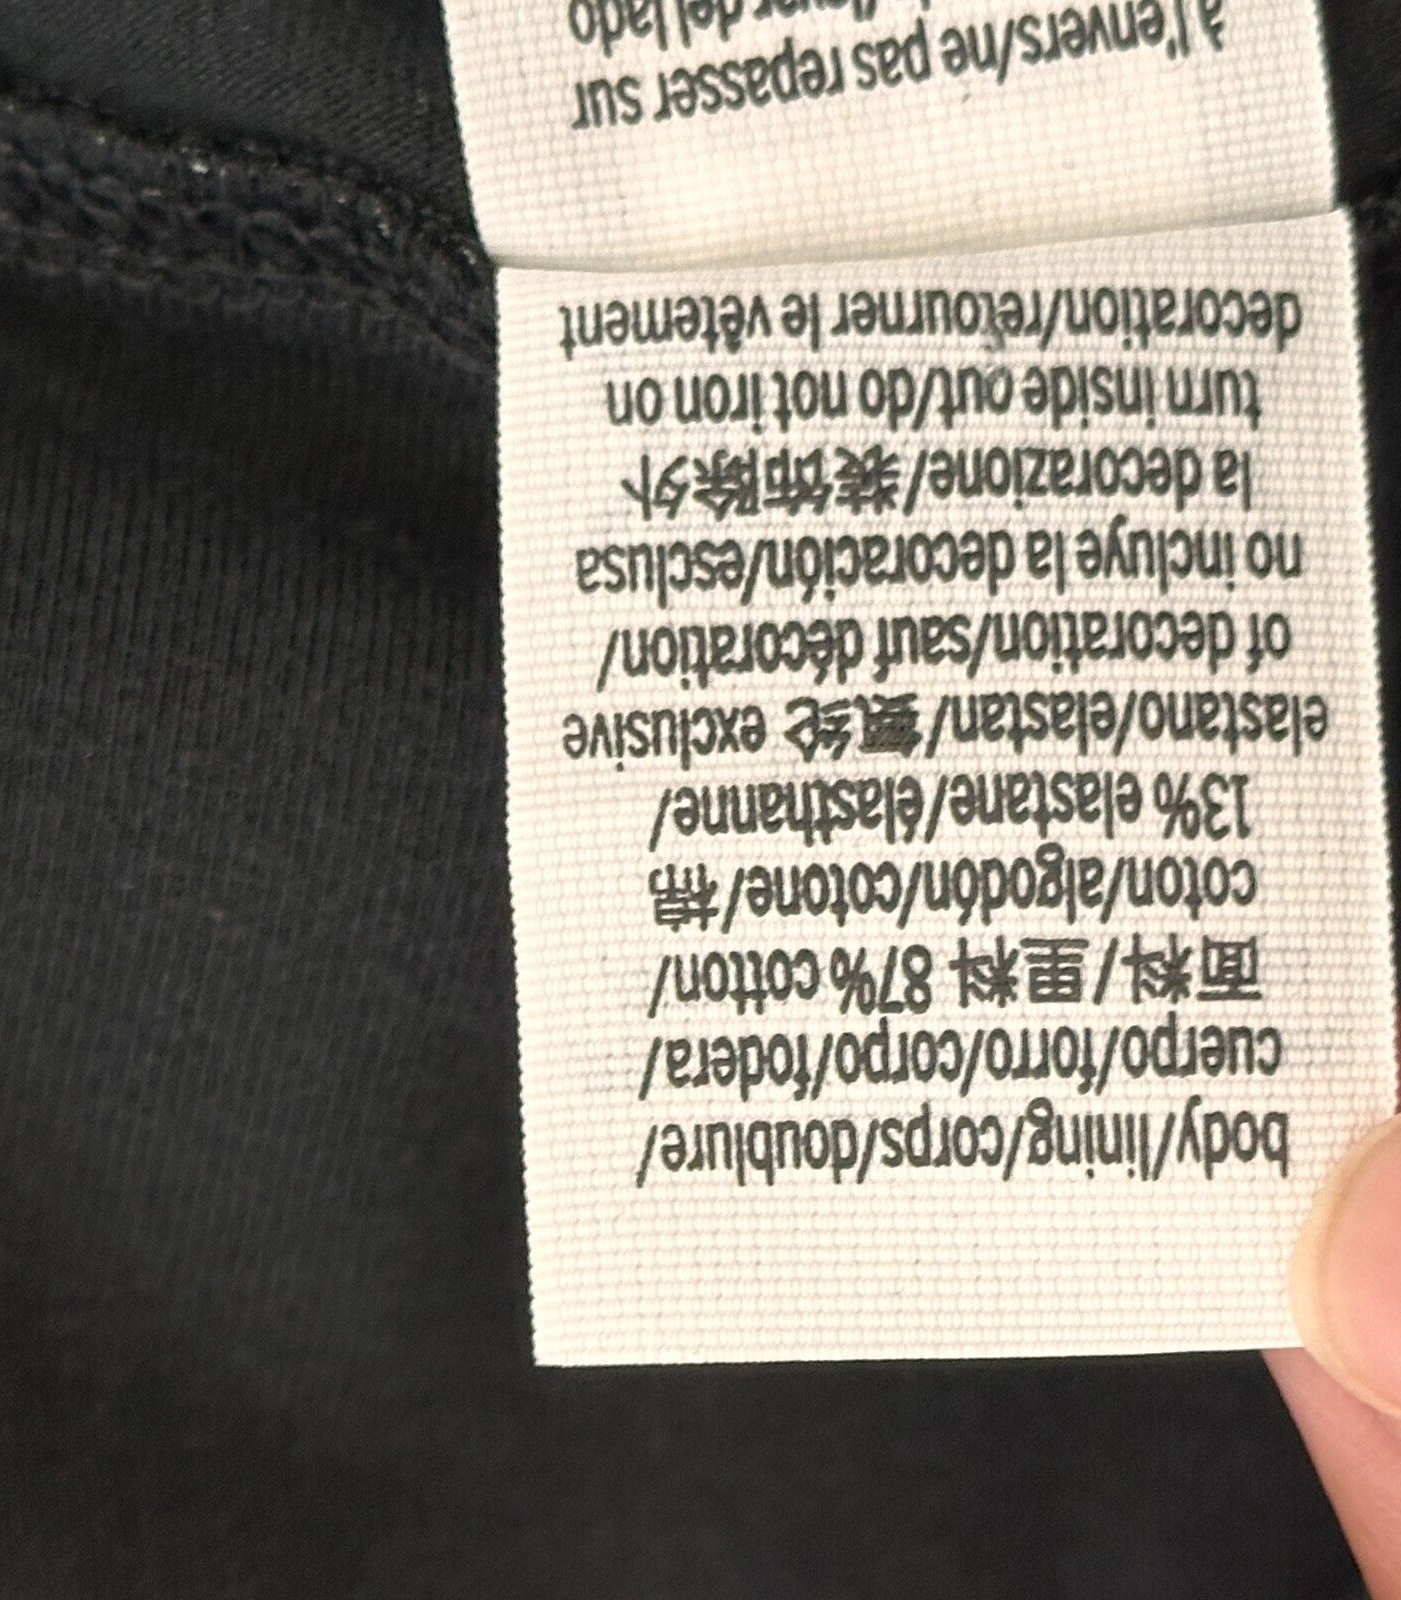 body/lining/corps/doublure/
cuerpo/forro/corpo/fodera/
面料/里料 87% cotton/
coton/algodón/cotone/棉
13% elastane/élasthanne/
elastano/elastan/氨纶 exclusive
of decoration/sauf décoration/
no incluye la decoración/esclusa
la decorazione/装饰除外
turn inside out/do not iron on
decoration/retourner le vêtement
à l'envers/ne pas repasser sur
lavar del lado